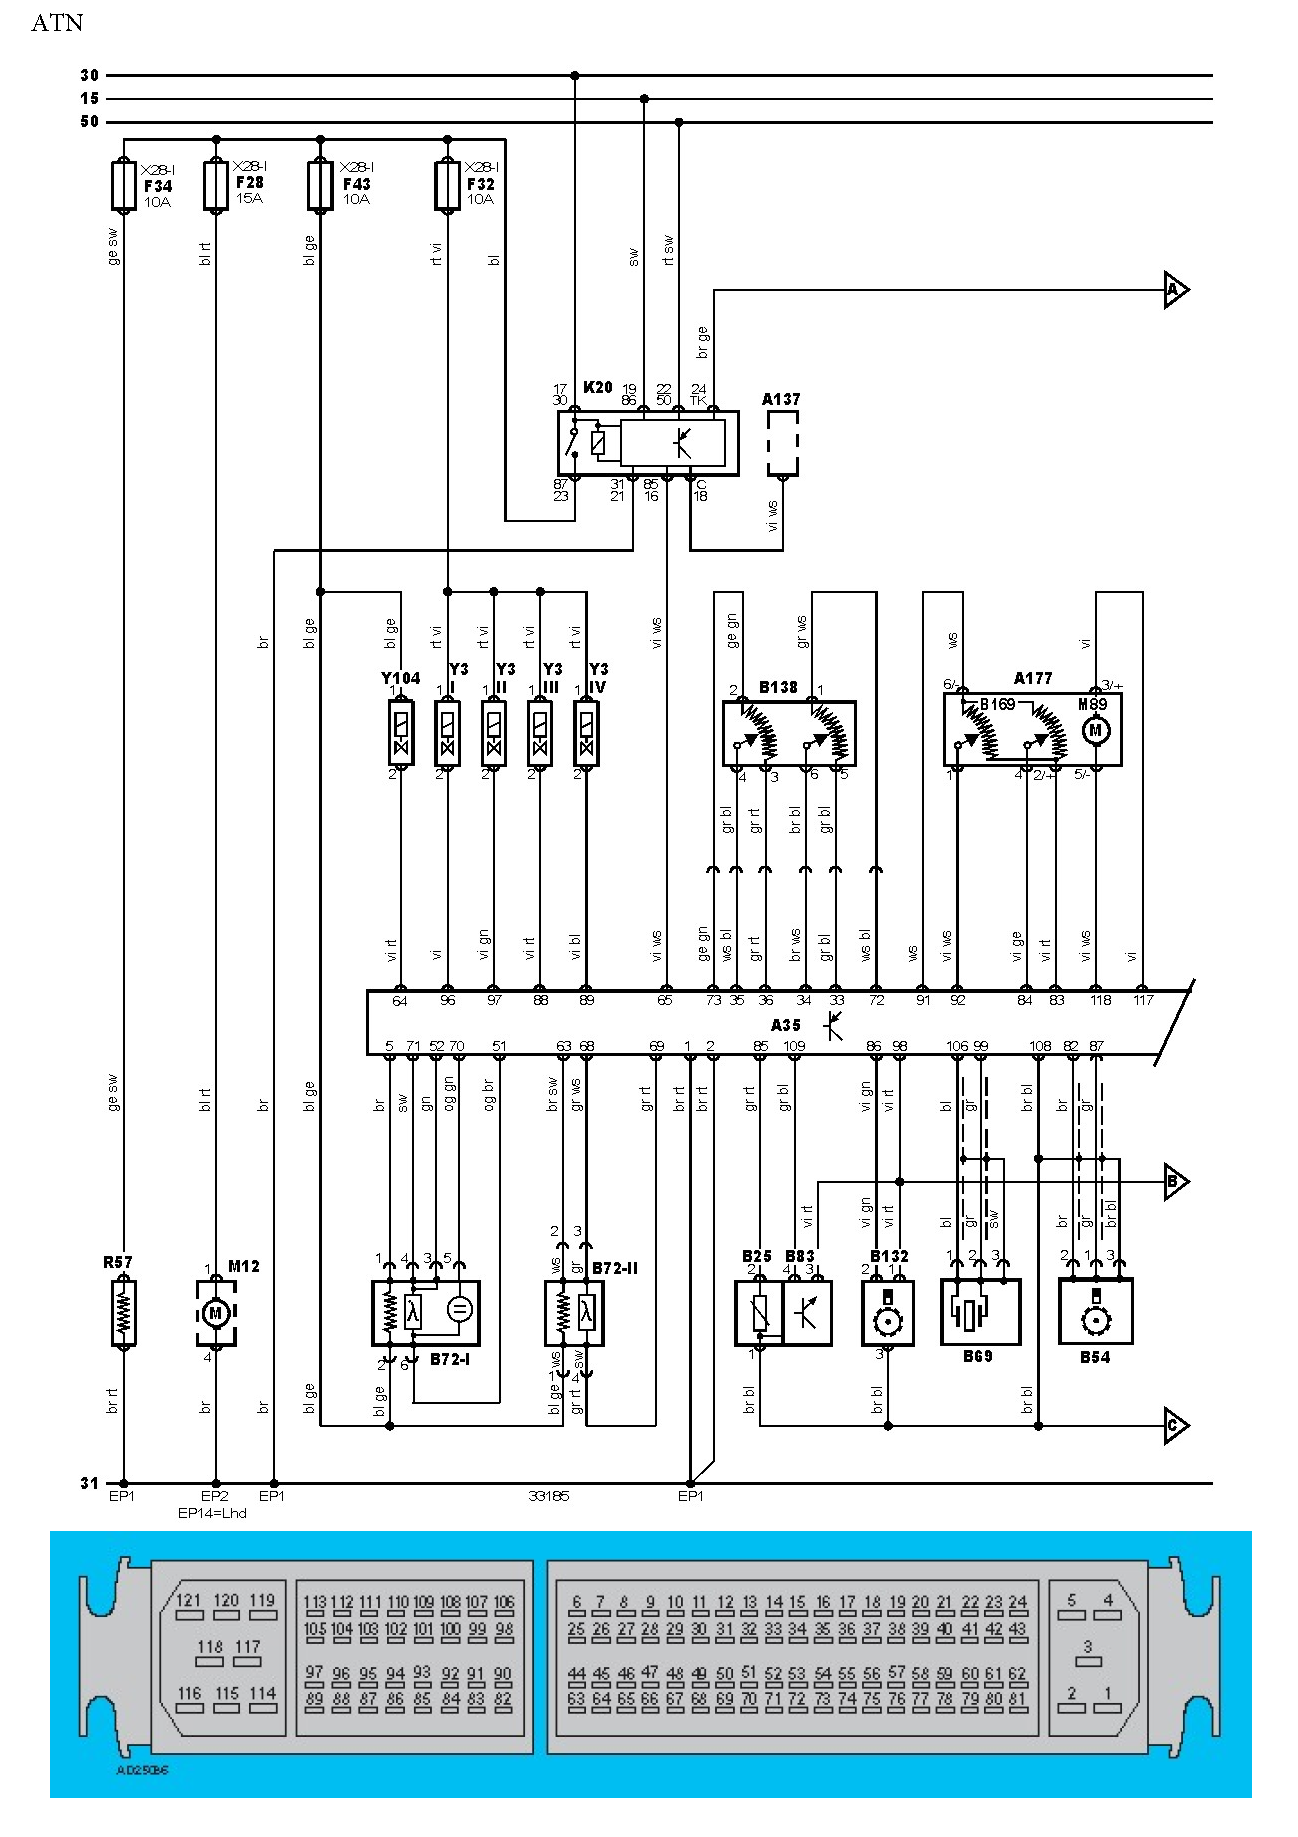 ATN
30
15
50
X28-I X28-I X28-I X28-I
F34 F28 F43 F32
10A 15A 10A 10A
ge sw bl rt bl ge rt vi bl sw rt sw
A
br ge
17 K20 19 22 24
30 86 50 TK A137
87 31 85 C
23 21 16 18
vi ws
br bl ge bl ge rt vi rt vi rt vi rt vi vi ws ge gn gr ws ws vi
Y104 Y3 Y3 Y3 Y3 B138 A177
I II III IV
1 1 1 1 1 2 1 6/- 3/+
B169 M89
M
2 2 2 2 2 4 3 6 5 1 4 2/+ 5/-
gr bl gr rt br bl gr bl
vi rt vi vi gn vi rt vi bl vi ws ge gn ws bl gr rt br ws gr bl ws bl ws vi ws vi ge vi rt vi ws vi
64 96 97 88 89 65 73 35 36 34 33 72 91 92 84 83 118 117
A35
5 71 52 70 51 63 68 69 1 2 85 109 86 98 106 99 108 82 87
ge sw bl rt br bl ge br sw gn og gn og br br sw gr ws gr rt br rt br rt gr rt gr bl vi gn vi rt bl gr br bl br gr
B
vi rt vi gn vi rt bl gr sw br gr br bl
2 3
R57 M12 1 4 3 5 ws gr B72-II B25 B83 B132
1 2 4 3 2 1 1 2 3 2 1 3
M λ = λ
4 2 6 B72-I ws sw 1 3 B69 B54
1 4
br rt br br bl ge bl ge bl ge gr rt br bl br bl br bl
C
31
EP1 EP2 EP1 33185 EP1
EP14=Lhd
121 120 119 113 112 111 110 109 108 107 106 6 7 8 9 10 11 12 13 14 15 16 17 18 19 20 21 22 23 24 5 4
105 104 103 102 101 100 99 98 25 26 27 28 29 30 31 32 33 34 35 36 37 38 39 40 41 42 43
118 117 3
97 96 95 94 93 92 91 90 44 45 46 47 48 49 50 51 52 53 54 55 56 57 58 59 60 61 62
116 115 114 89 88 87 86 85 84 83 82 63 64 65 66 67 68 69 70 71 72 73 74 75 76 77 78 79 80 81 2 1
AD25086